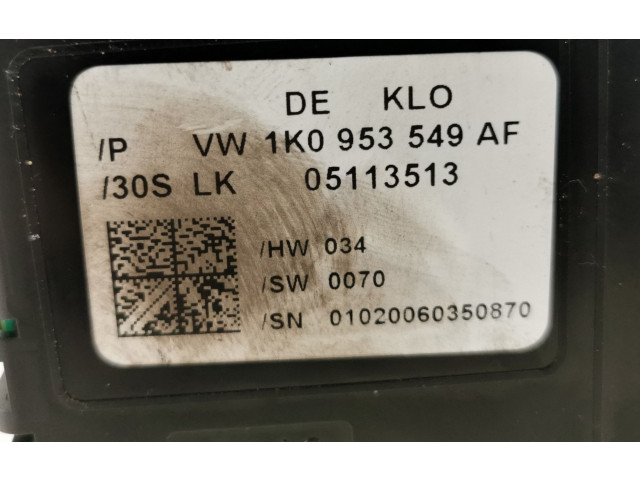 DE KLO
/P VW 1K0 953 549 AF
/30S LK 05113513
/HW 034
/SW 0070
/SN 01020060350870